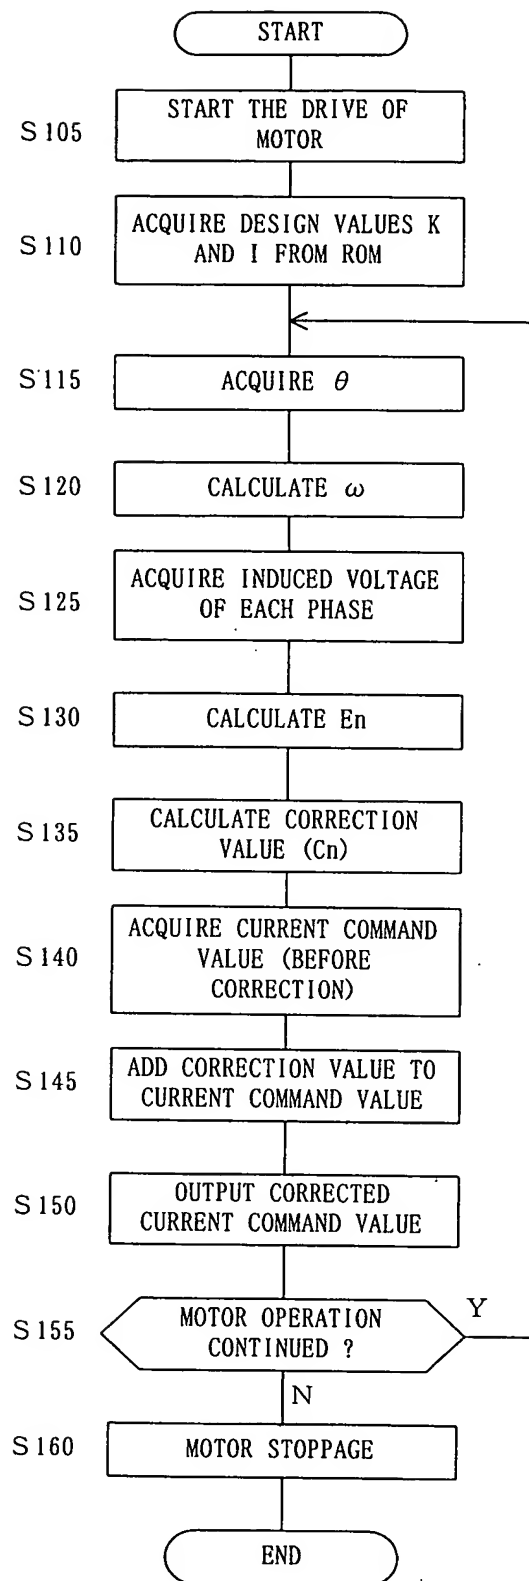 START
S105
START THE DRIVE OF
MOTOR
S110
ACQUIRE DESIGN VALUES K
AND I FROM ROM
S115
ACQUIRE θ
S120
CALCULATE ω
S125
ACQUIRE INDUCED VOLTAGE
OF EACH PHASE
S130
CALCULATE En
S135
CALCULATE CORRECTION
VALUE (Cn)
S140
ACQUIRE CURRENT COMMAND
VALUE (BEFORE
CORRECTION)
S145
ADD CORRECTION VALUE TO
CURRENT COMMAND VALUE
S150
OUTPUT CORRECTED
CURRENT COMMAND VALUE
S155
MOTOR OPERATION
CONTINUED ?
Y
N
S160
MOTOR STOPPAGE
END